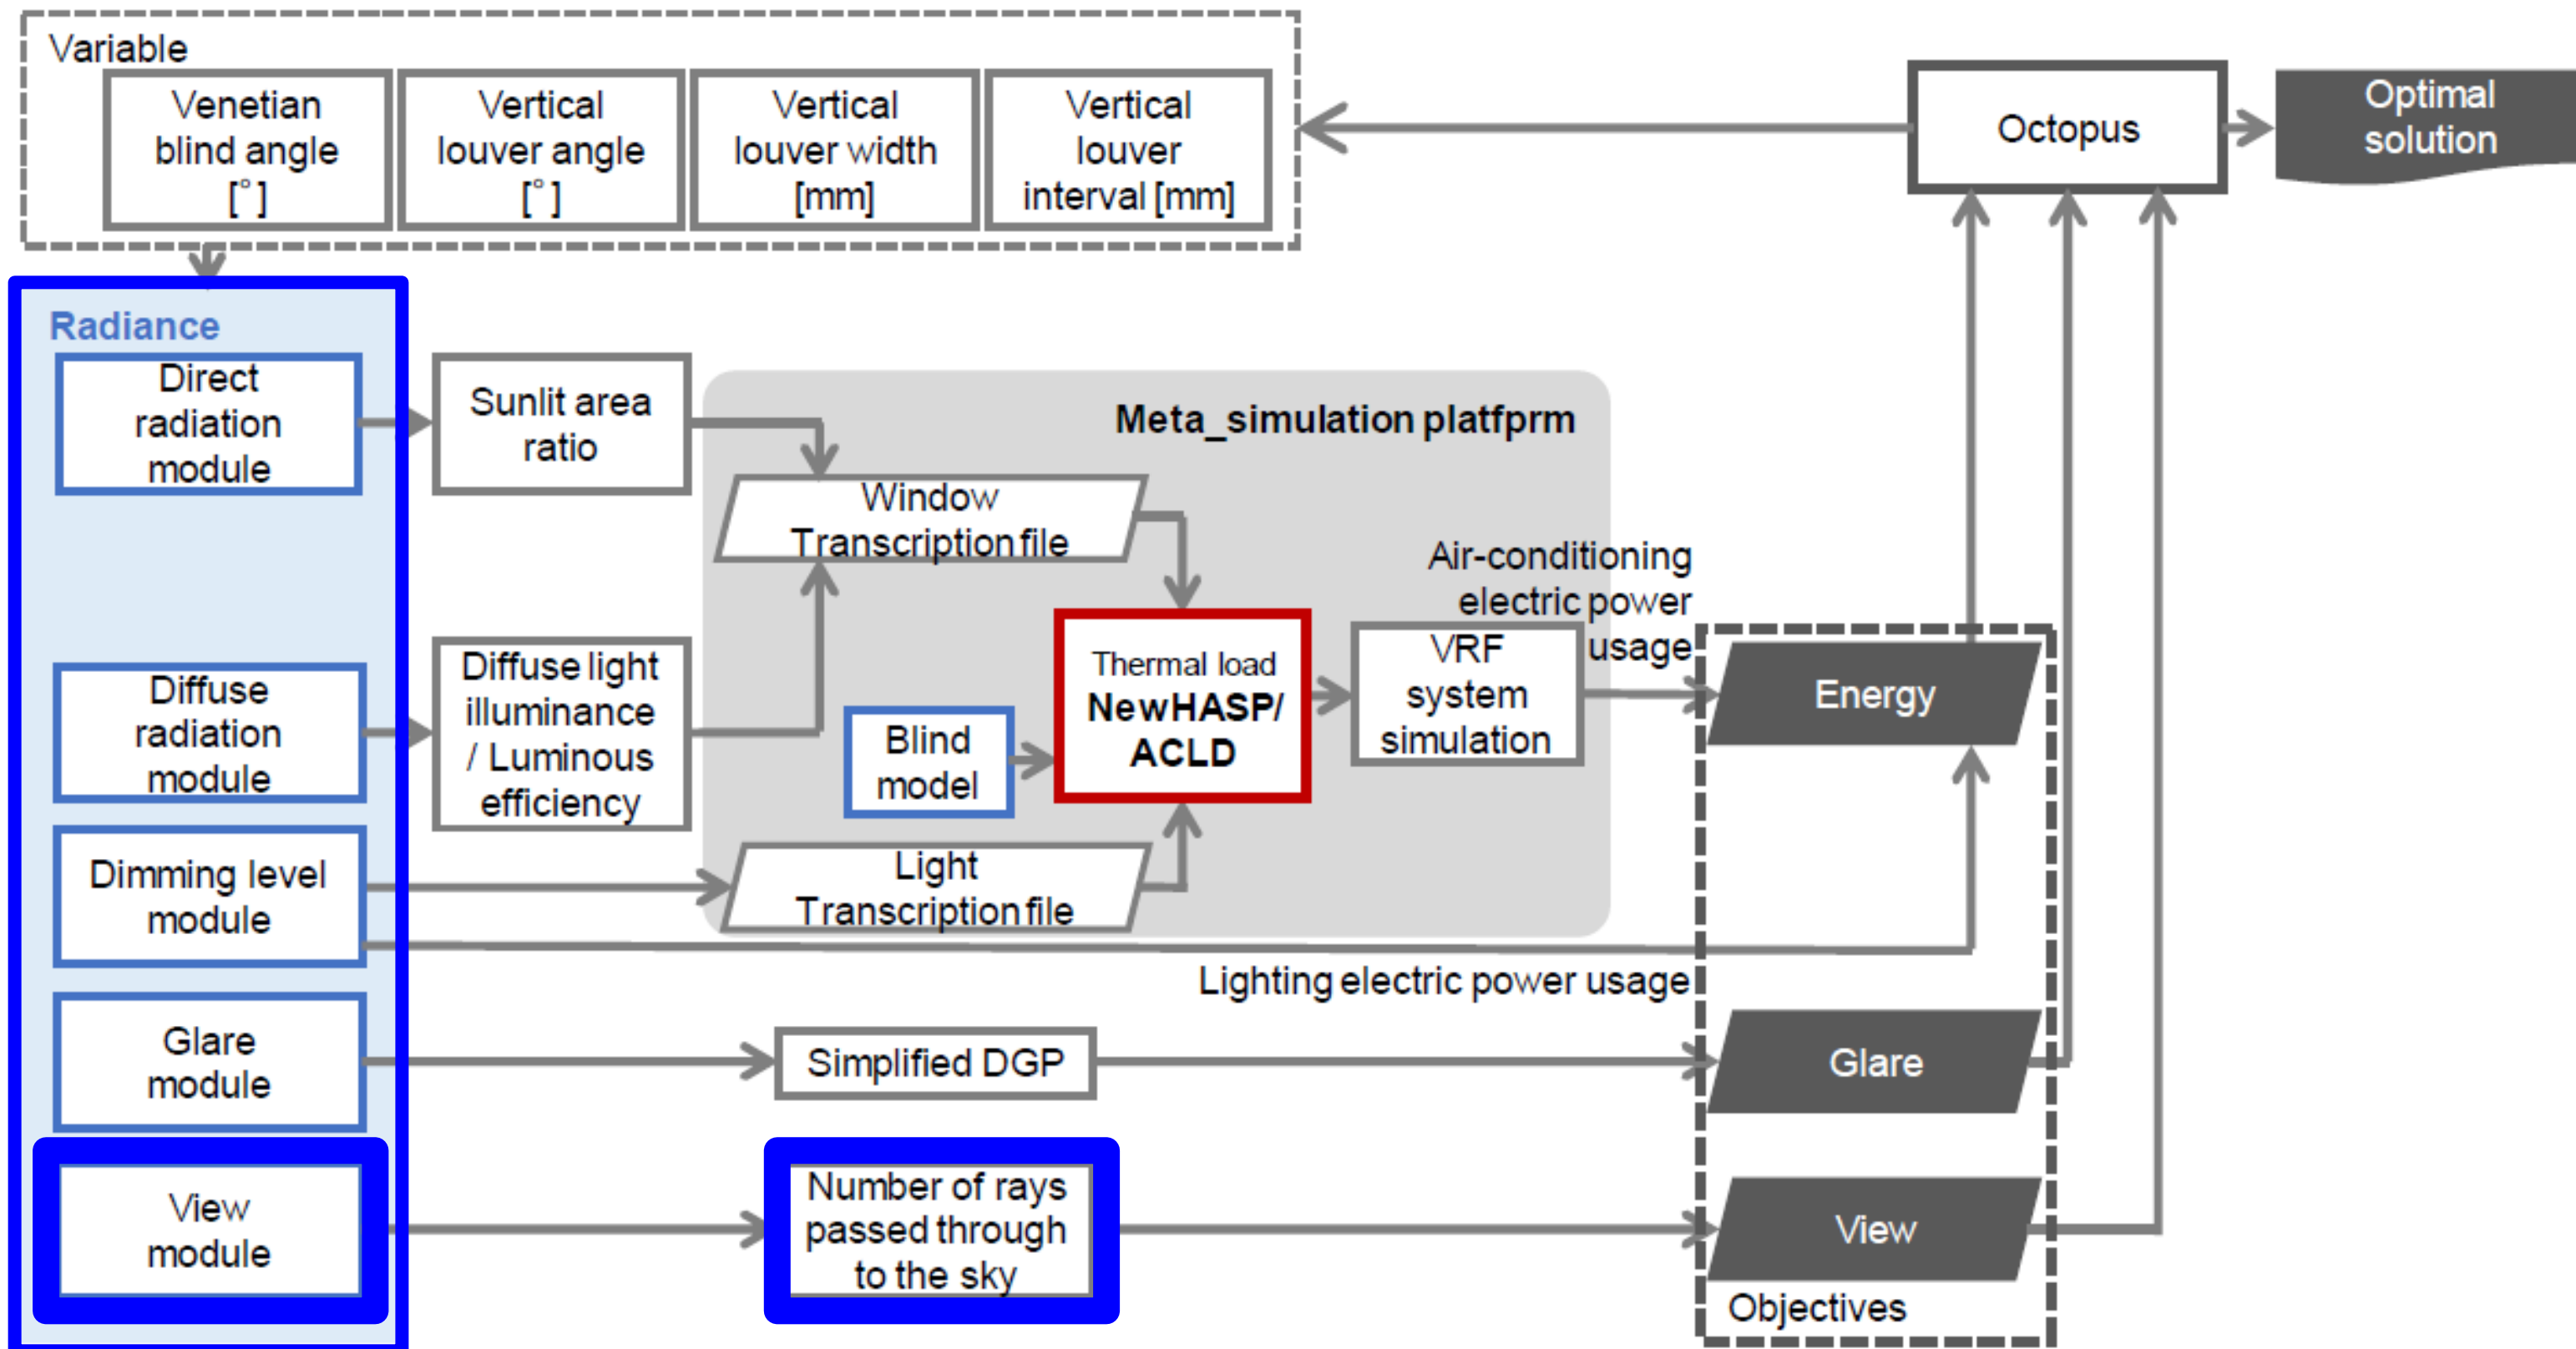 Variable
Venetian
blind angle
[°]
Vertical
louver angle
[°]
Vertical
louver width
[mm]
Vertical
louver
interval [mm]
Octopus
Optimal
solution
Radiance
Direct
radiation
module
Sunlit area
ratio
Meta_simulation platfprm
Window
Transcription file
Air-conditioning
electric power
usage
Diffuse
radiation
module
Diffuse light
illuminance
/ Luminous
efficiency
Blind
model
Thermal load
NewHASP/
ACLD
VRF
system
simulation
Energy
Dimming level
module
Light
Transcription file
Lighting electric power usage
Glare
module
Simplified DGP
Glare
View
module
Number of rays
passed through
to the sky
View
Objectives